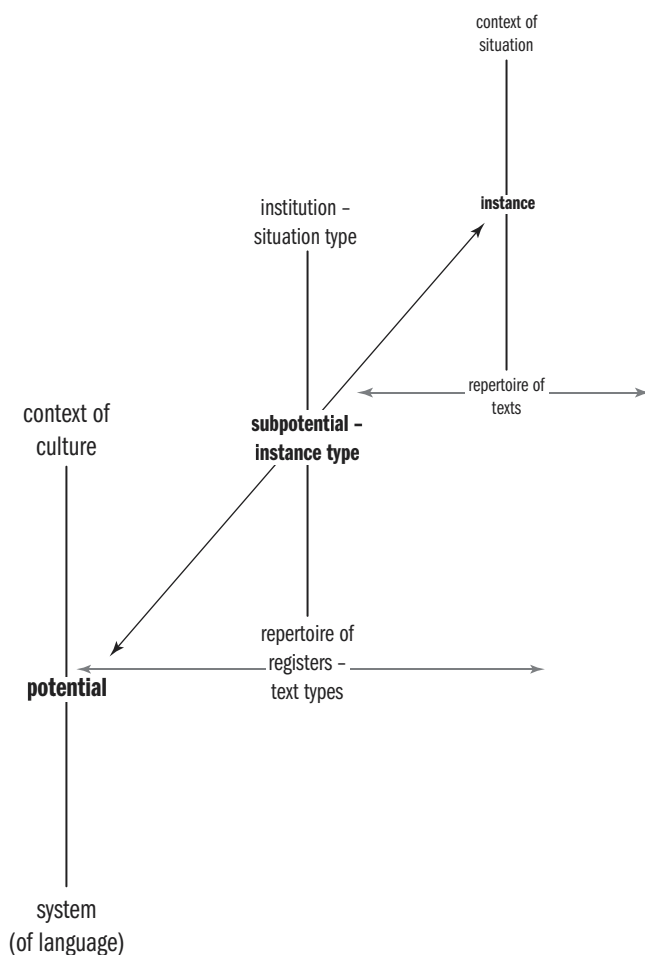 context of
situation
instance
institution –
situation type
repertoire of
texts
context of
culture
subpotential –
instance type
repertoire of
registers –
text types
potential
system
(of language)